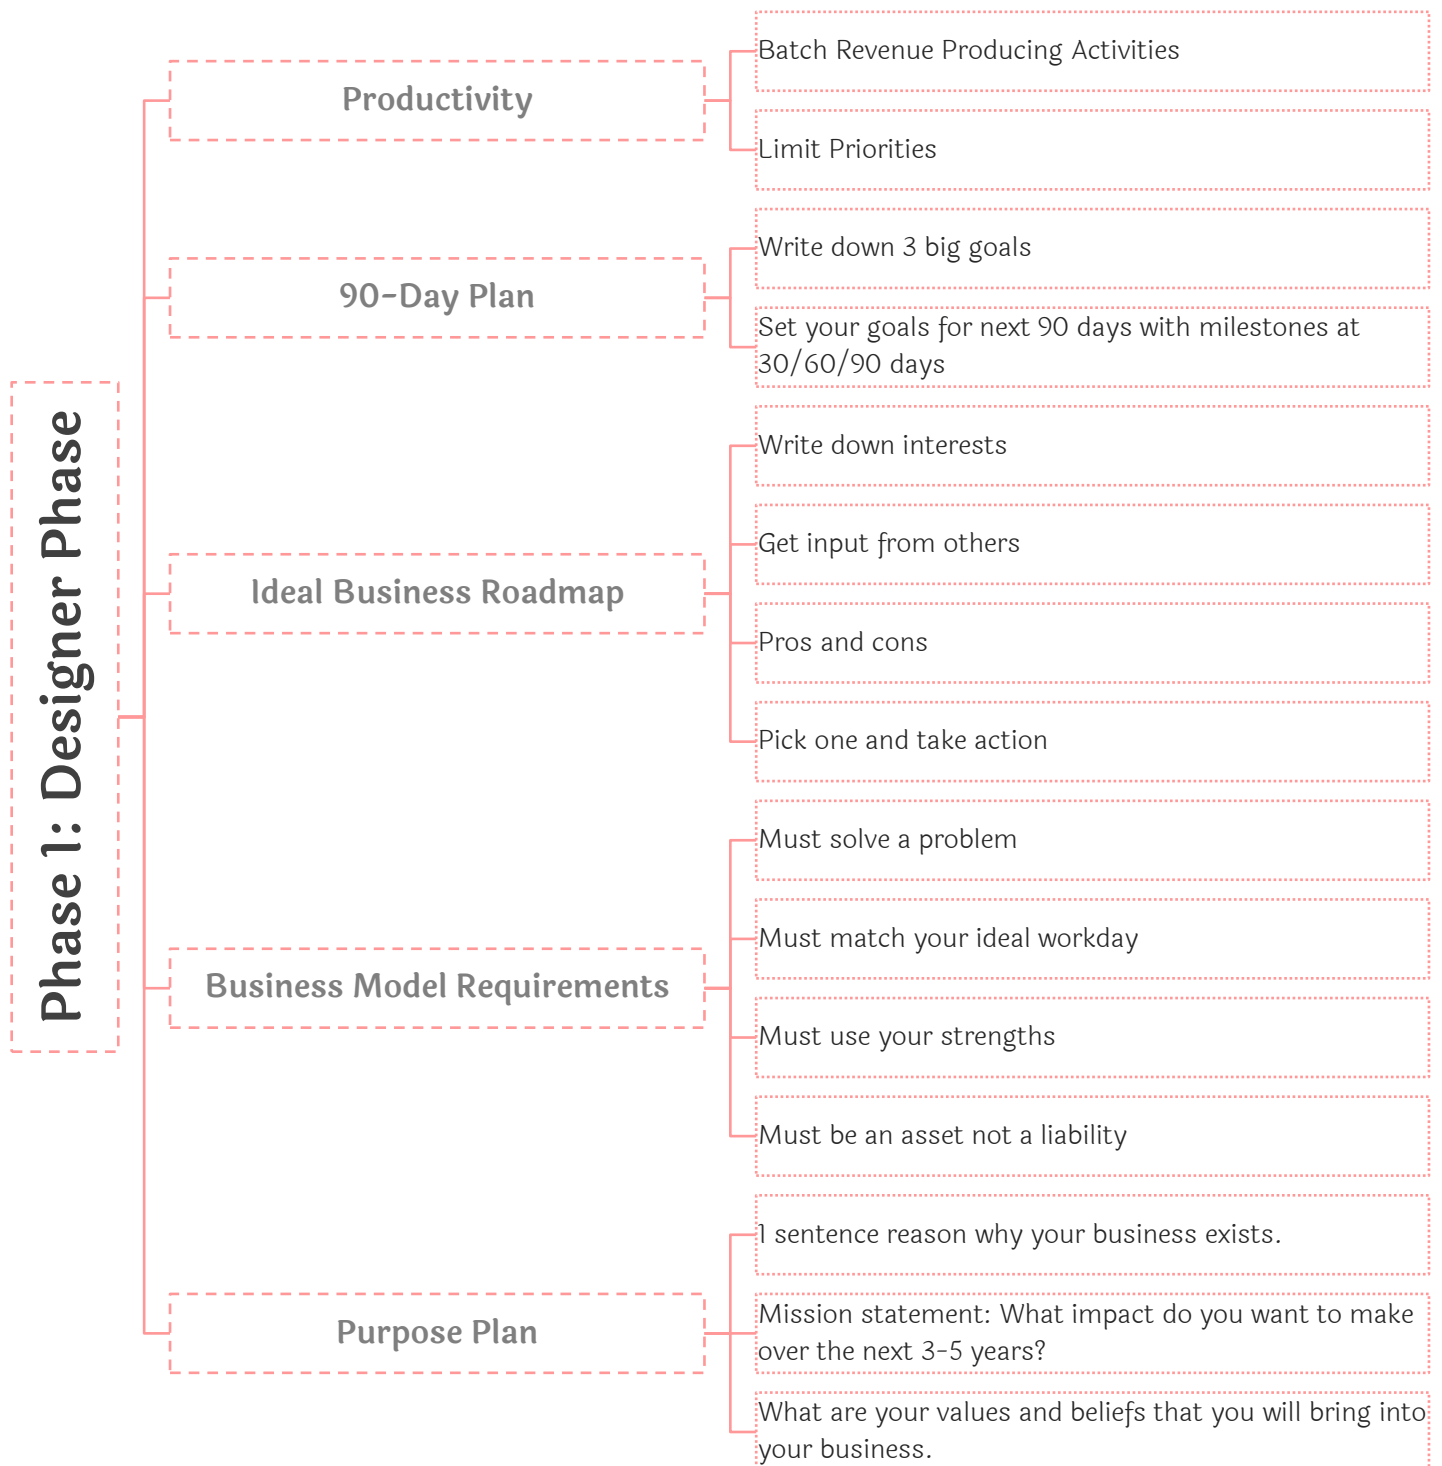 Phase 1: Designer Phase
Productivity
Batch Revenue Producing Activities
Limit Priorities
90-Day Plan
Write down 3 big goals
Set your goals for next 90 days with milestones at
30/60/90 days
Ideal Business Roadmap
Write down interests
Get input from others
Pros and cons
Pick one and take action
Business Model Requirements
Must solve a problem
Must match your ideal workday
Must use your strengths
Must be an asset not a liability
Purpose Plan
1 sentence reason why your business exists.
Mission statement: What impact do you want to make
over the next 3-5 years?
What are your values and beliefs that you will bring into
your business.